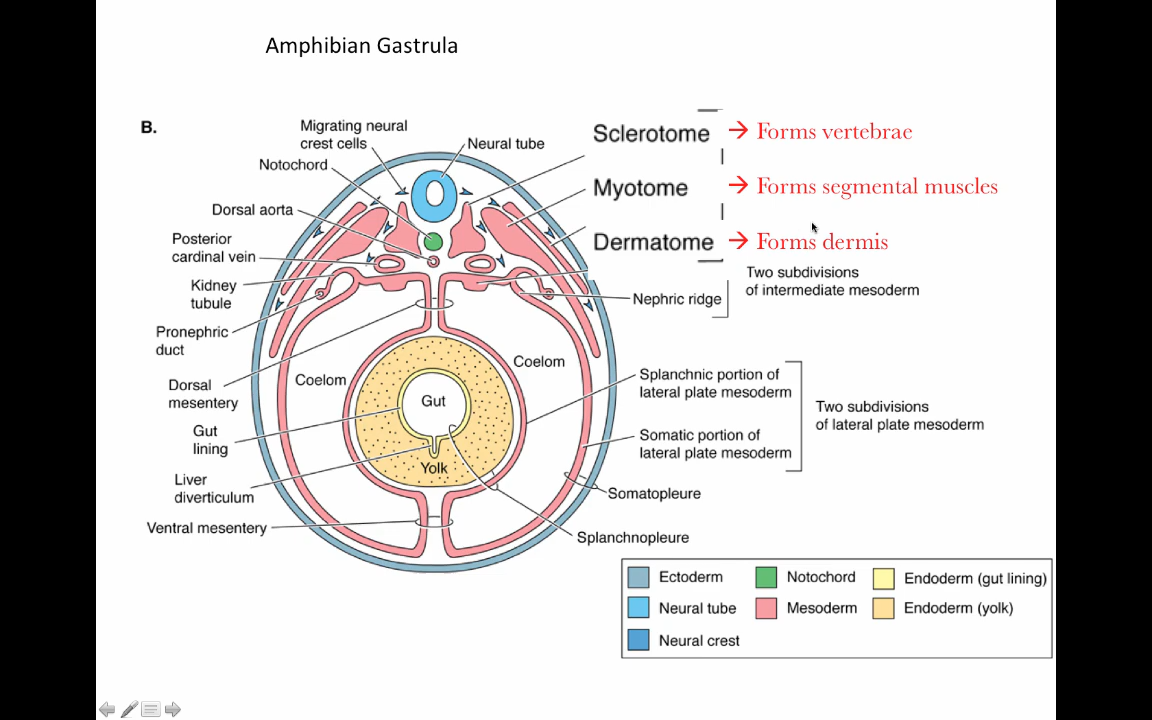 Amphibian Gastrula
B.
Migrating neural
crest cells
Neural tube
Notochord
Dorsal aorta
Posterior
cardinal vein
Kidney
tubule
Pronephric
duct
Dorsal
mesentery
Gut
lining
Liver
diverticulum
Ventral mesentery
Coelom
Coelom
Gut
Yolk
Sclerotome → Forms vertebrae
Myotome → Forms segmental muscles
Dermatome → Forms dermis
Nephric ridge
Two subdivisions
of intermediate mesoderm
Splanchnic portion of
lateral plate mesoderm
Somatic portion of
lateral plate mesoderm
Two subdivisions
of lateral plate mesoderm
Somatopleure
Splanchnopleure
Ectoderm
Notochord
Endoderm (gut lining)
Neural tube
Mesoderm
Endoderm (yolk)
Neural crest